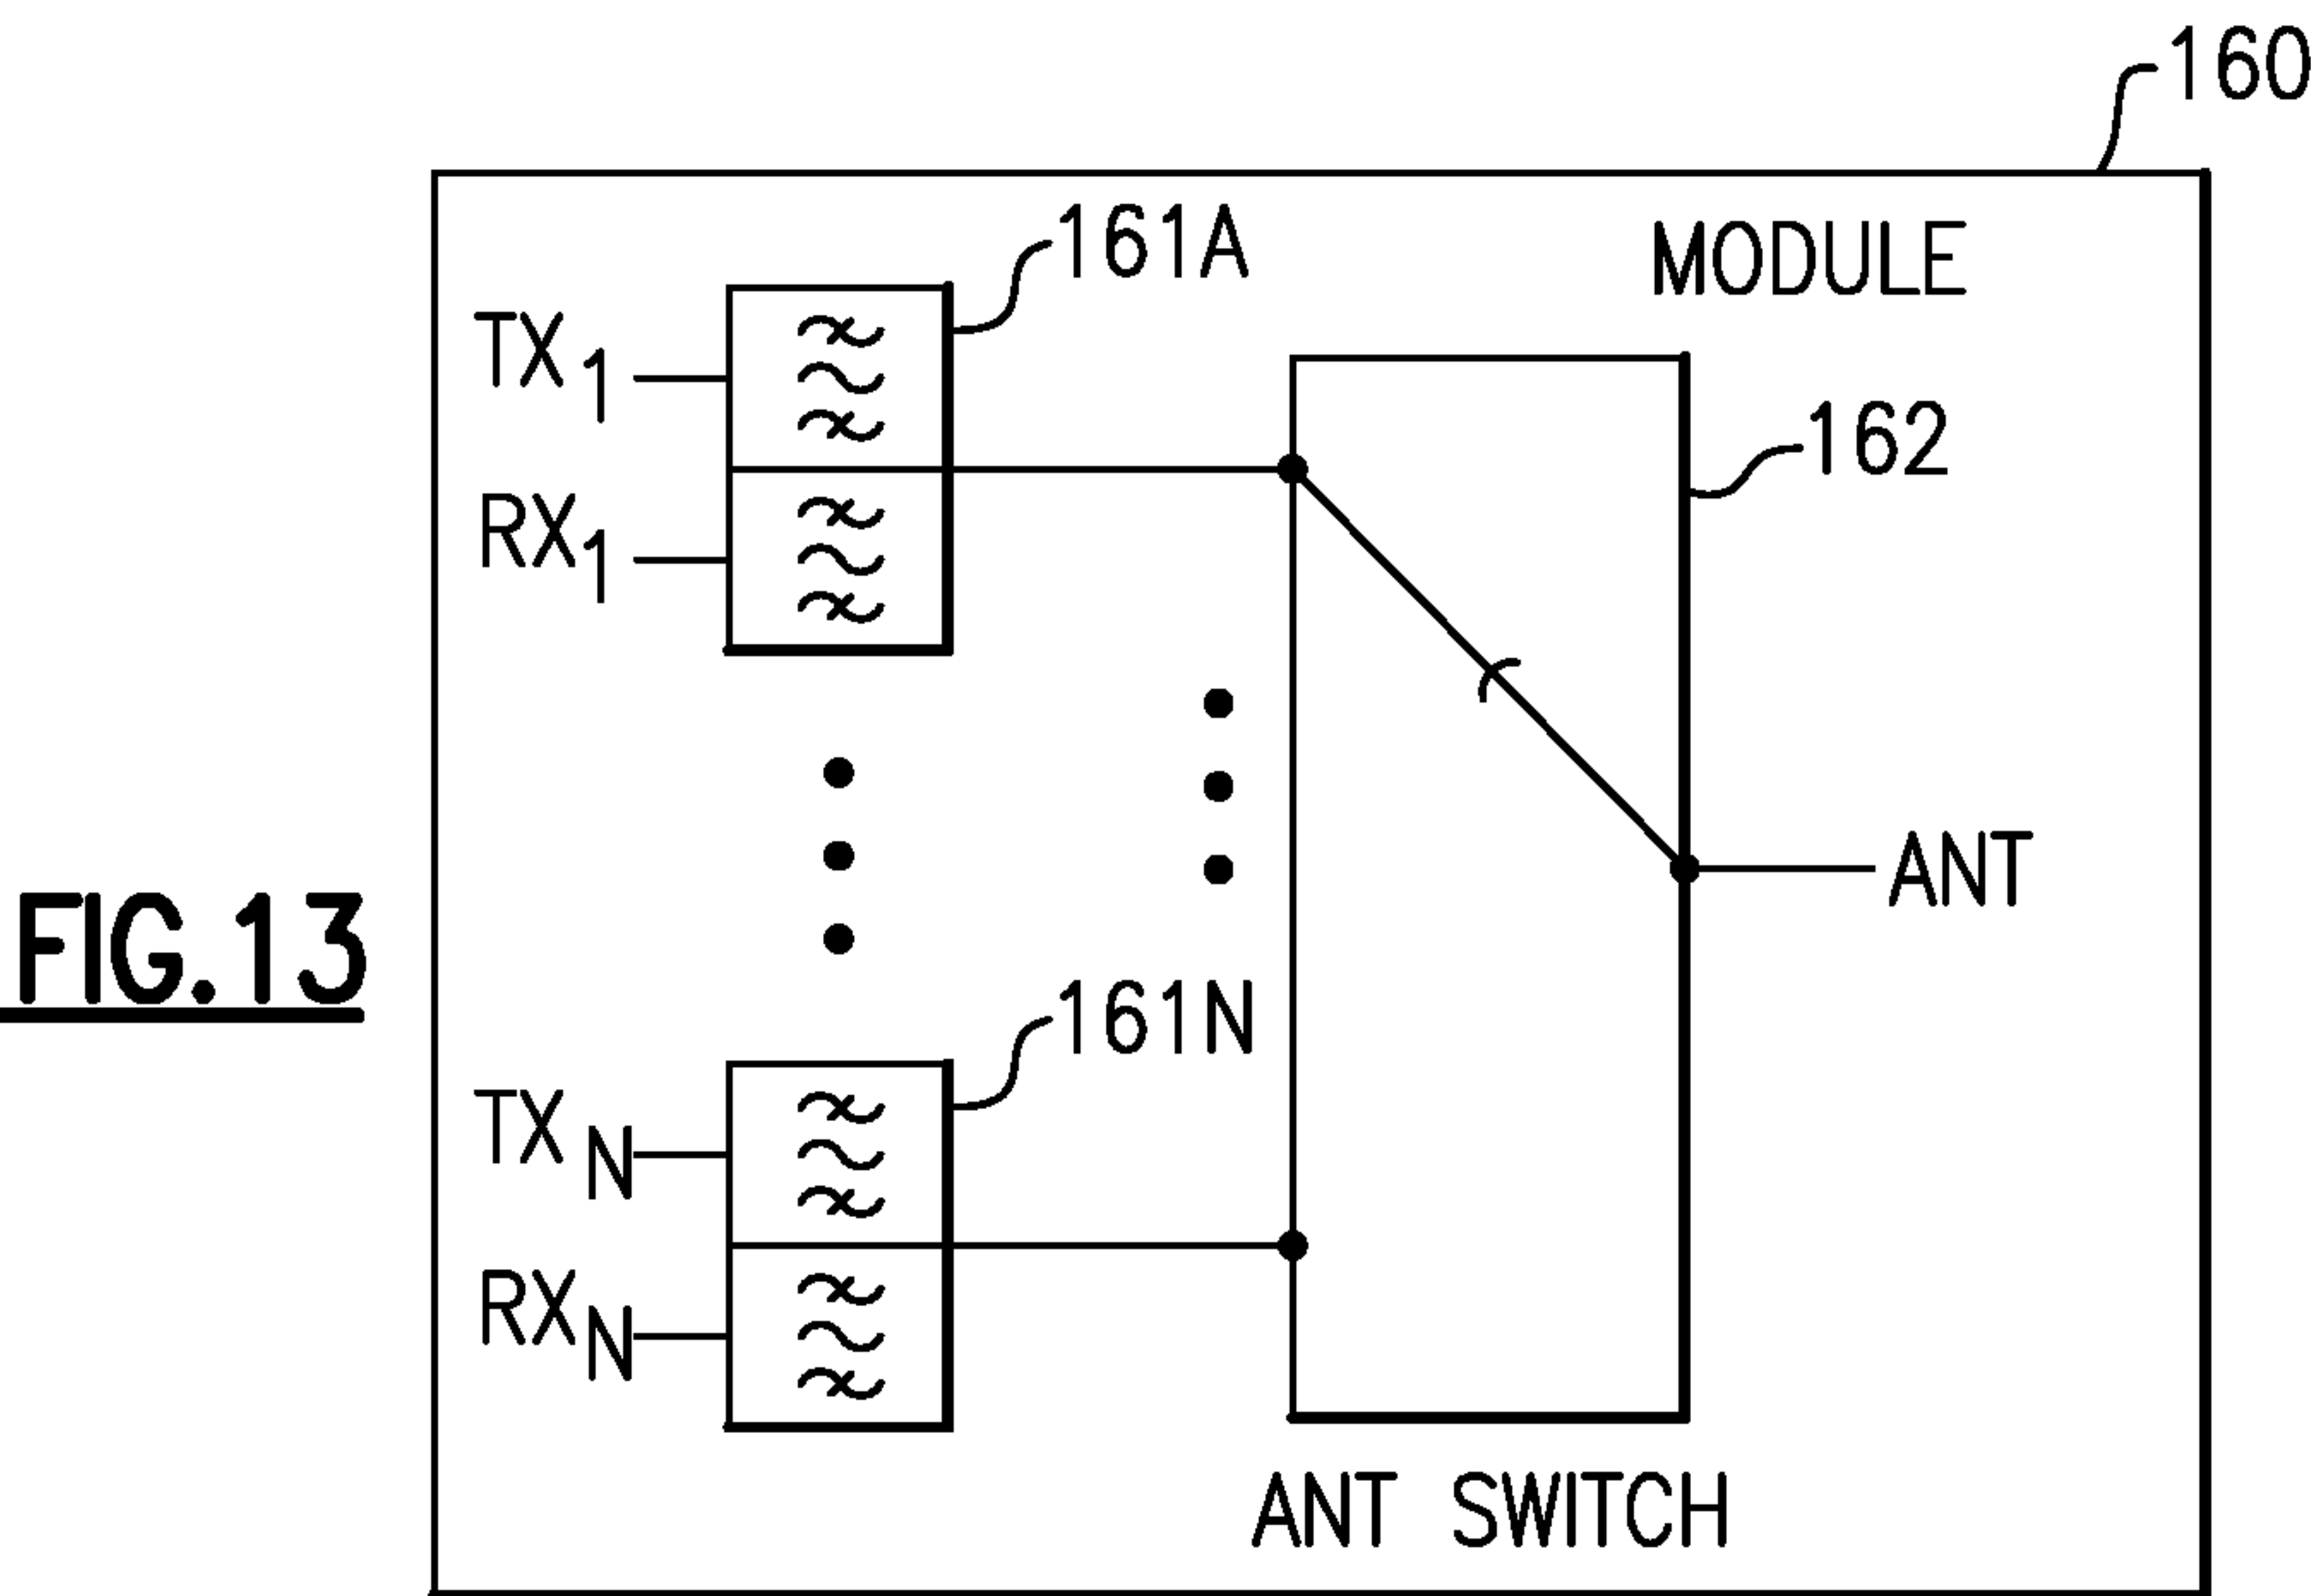 160
161A
MODULE
TX1
162
RX1
ANT
FIG.13
161N
TXN
RXN
ANT SWITCH